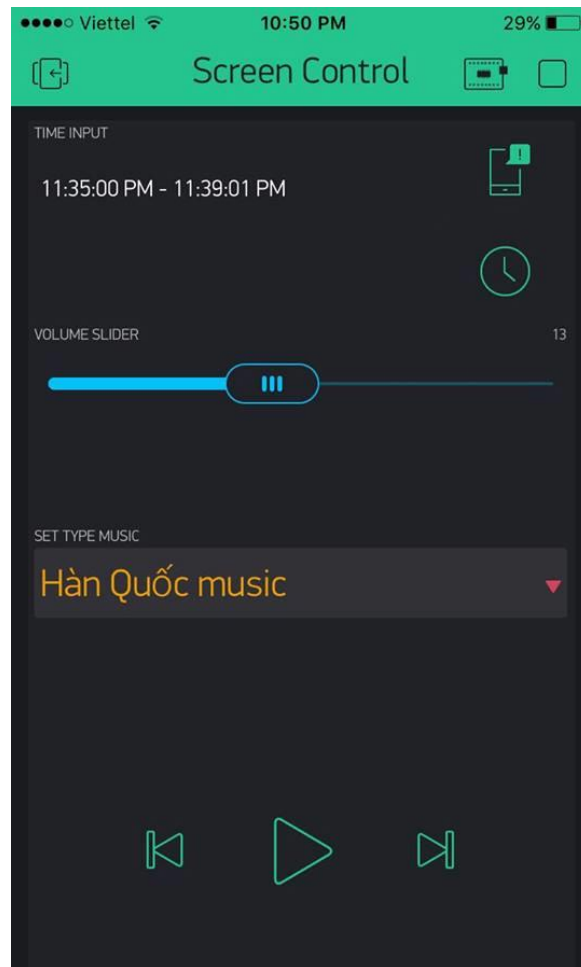 Viettel 10:50 PM 29%
Screen Control
TIME INPUT
11:35:00 PM - 11:39:01 PM
VOLUME SLIDER 13
SET TYPE MUSIC
Hàn Quốc music